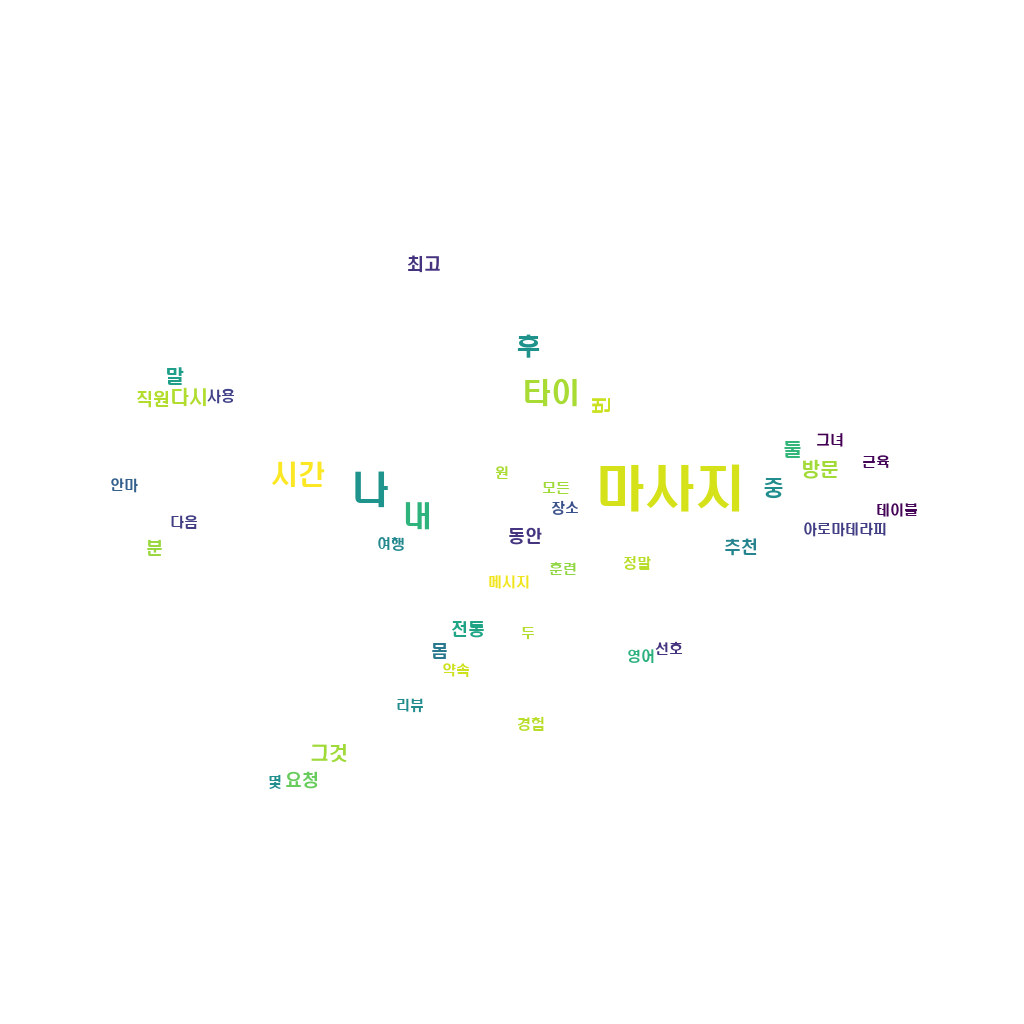 최고
후
말
타이
직원
다시
사용
번
그녀
둘
근육
방문
시간
원
나
마사지
안마
모든
중
장소
테이블
내
다음
아로마테라피
동안
여행
분
추천
정말
훈련
메시지
전통
두
몸
선호
영어
약속
리뷰
경험
그것
요청
몇